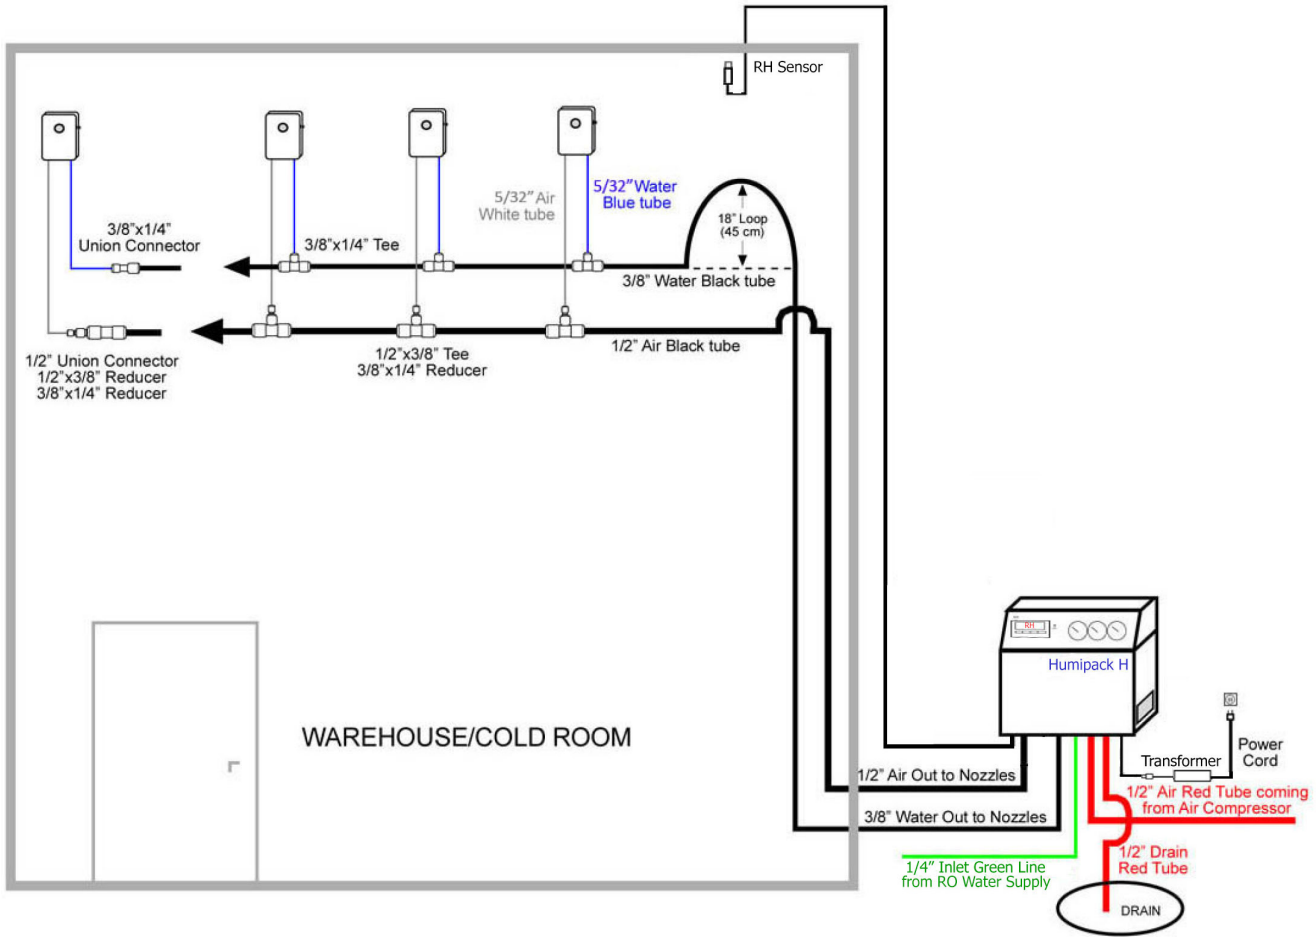 RH Sensor
5/32” Air
White tube
5/32” Water
Blue tube
18” Loop
(45 cm)
3/8”x1/4”
Union Connector
3/8”x1/4” Tee
3/8” Water Black tube
1/2” Union Connector
1/2”x3/8” Reducer
3/8”x1/4” Reducer
1/2”x3/8” Tee
3/8”x1/4” Reducer
1/2” Air Black tube
RH
Humipack H
WAREHOUSE/COLD ROOM
Power
Cord
Transformer
1/2” Air Out to Nozzles
1/2” Air Red Tube coming
from Air Compressor
3/8” Water Out to Nozzles
1/2” Drain
Red Tube
1/4” Inlet Green Line
from RO Water Supply
DRAIN